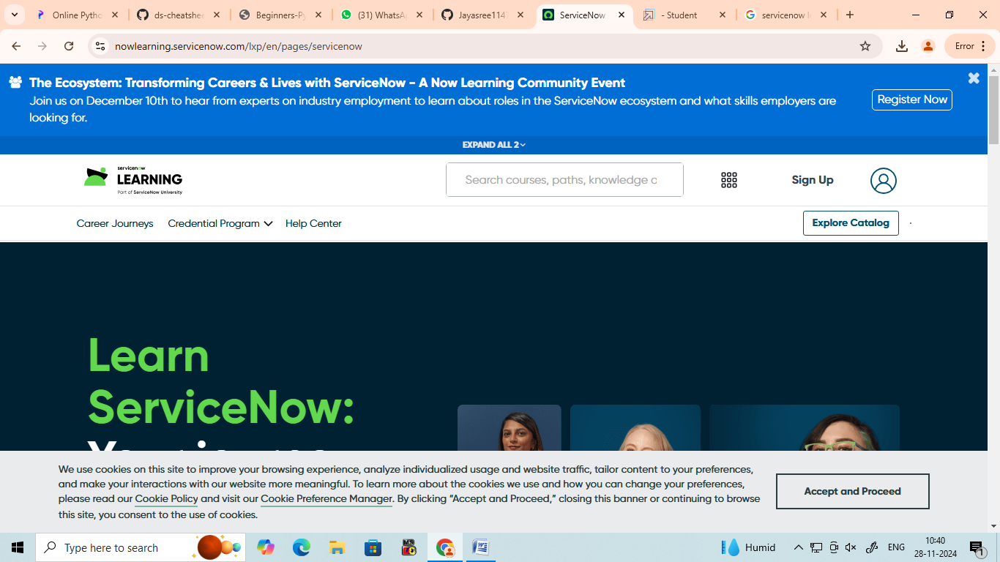 Online Pytho
ds-cheatshee
Beginners-Py
(31) WhatsA
Jayasree114
ServiceNow
- Student
servicenow l
nowlearning.servicenow.com/lxp/en/pages/servicenow
Error
The Ecosystem: Transforming Careers & Lives with ServiceNow - A Now Learning Community Event
Join us on December 10th to hear from experts on industry employment to learn about roles in the ServiceNow ecosystem and what skills employers are
looking for.
Register Now
EXPAND ALL 2
servicenow
LEARNING
Part of ServiceNow University
Search courses, paths, knowledge a
Sign Up
Career Journeys
Credential Program
Help Center
Explore Catalog
Learn
ServiceNow:
We use cookies on this site to improve your browsing experience, analyze individualized usage and website traffic, tailor content to your preferences,
and make your interactions with our website more meaningful. To learn more about the cookies we use and how you can change your preferences,
please read our Cookie Policy and visit our Cookie Preference Manager. By clicking “Accept and Proceed,” closing this banner or continuing to browse
this site, you consent to the use of cookies.
Accept and Proceed
Type here to search
Humid
ENG
10:40
28-11-2024
1